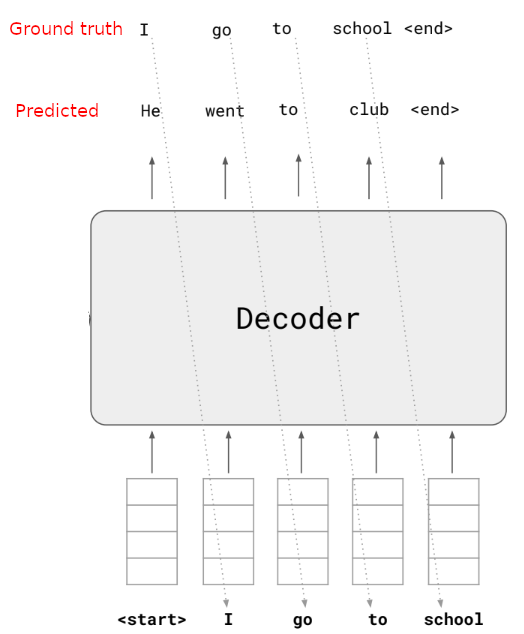 Ground truth I go to school <end>
Predicted He went to club <end>
Decoder
<start> I go to school